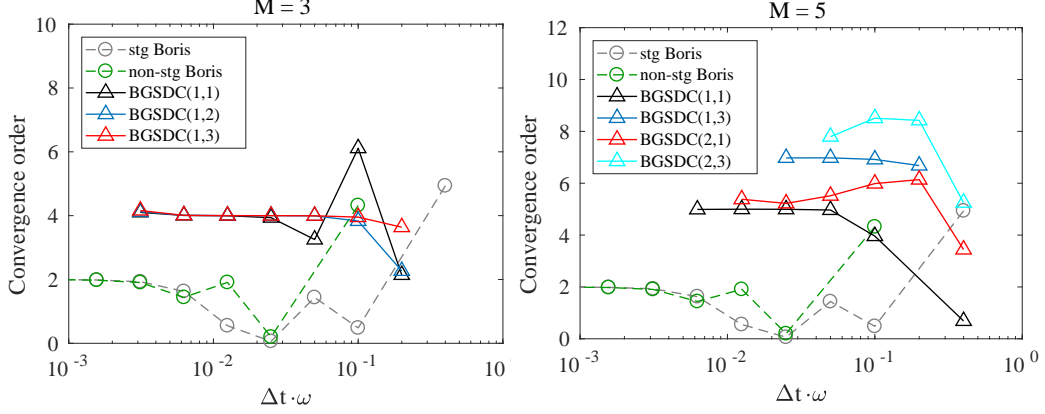 M = 3
10
8
6
4
2
0
Convergence order
stg Boris
non-stg Boris
BGSDC(1,1)
BGSDC(1,2)
BGSDC(1,3)
10^-3
10^-2
10^-1
10
Δt·ω
M = 5
12
10
8
6
4
2
0
Convergence order
stg Boris
non-stg Boris
BGSDC(1,1)
BGSDC(1,3)
BGSDC(2,1)
BGSDC(2,3)
10^-3
10^-2
10^-1
10^0
Δt·ω